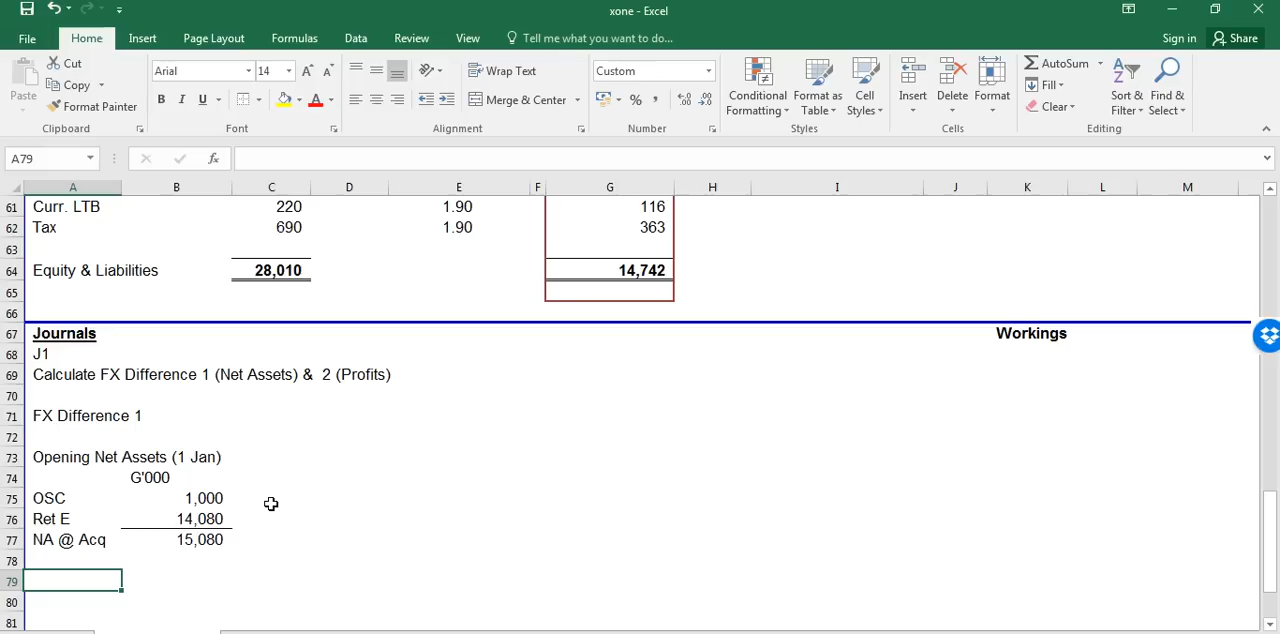 xone - Excel
File Home Insert Page Layout Formulas Data Review View Tell me what you want to do... Sign in Share
Paste Cut Copy Format Painter Clipboard
Arial 14 A A B I U A Font
Wrap Text Merge & Center Alignment
Custom % , Number
Conditional Formatting Format as Table Cell Styles Styles
Insert Delete Format Cells
AutoSum Fill Clear Sort & Filter Find & Select Editing
A79 fx
A B C D E F G H I J K L M
61 Curr. LTB 220 1.90 116
62 Tax 690 1.90 363
63
64 Equity & Liabilities 28,010 14,742
65
66
67 Journals Workings
68 J1
69 Calculate FX Difference 1 (Net Assets) & 2 (Profits)
70
71 FX Difference 1
72
73 Opening Net Assets (1 Jan)
74 G'000
75 OSC 1,000
76 Ret E 14,080
77 NA @ Acq 15,080
78
79
80
81